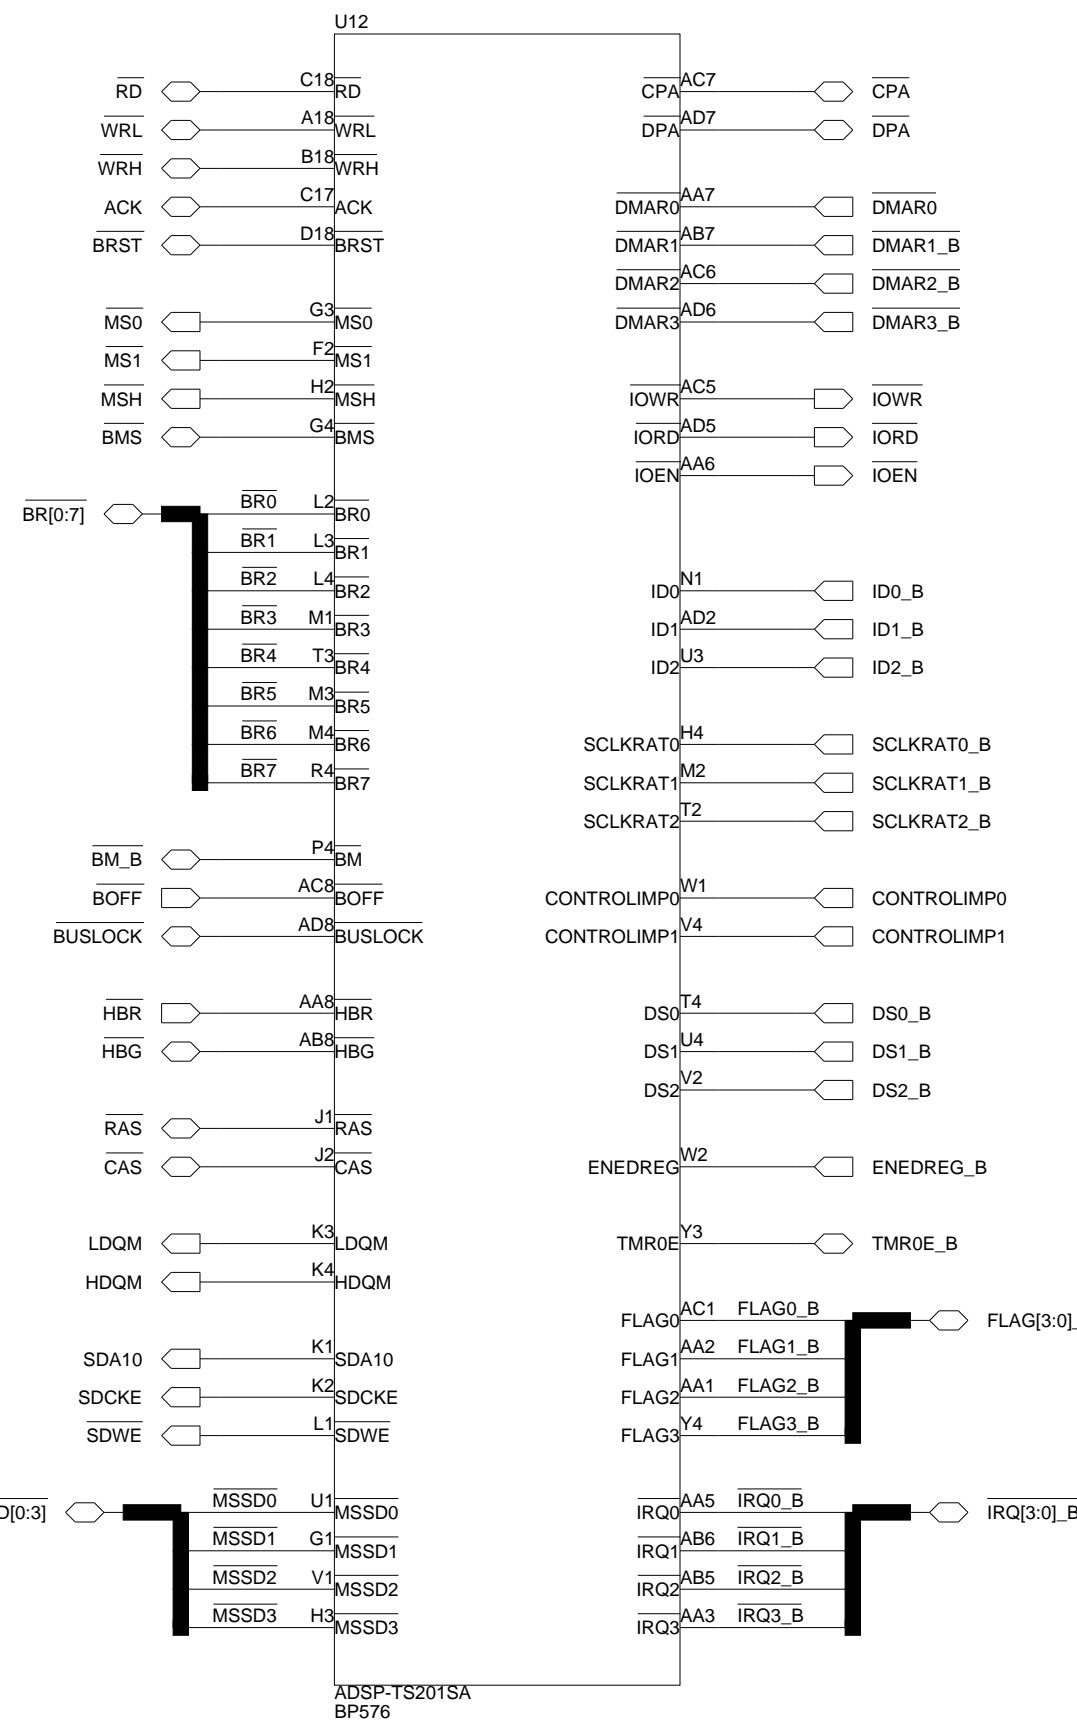 U12
RD C18 RD CPA AC7 CPA
WRL A18 WRL DPA AD7 DPA
WRH B18 WRH
ACK C17 ACK DMAR0 AA7 DMAR0
BRST D18 BRST DMAR1 AB7 DMAR1_B
DMAR2 AC6 DMAR2_B
MS0 G3 MS0 DMAR3 AD6 DMAR3_B
MS1 F2 MS1
MSH H2 MSH IOWR AC5 IOWR
BMS G4 BMS IORD AD5 IORD
IOEN AA6 IOEN
BR[0:7] BR0 L2 BR0
BR1 L3 BR1
BR2 L4 BR2 ID0 N1 ID0_B
BR3 M1 BR3 ID1 AD2 ID1_B
BR4 T3 BR4 ID2 U3 ID2_B
BR5 M3 BR5
BR6 M4 BR6 SCLKRAT0 H4 SCLKRAT0_B
BR7 R4 BR7 SCLKRAT1 M2 SCLKRAT1_B
SCLKRAT2 T2 SCLKRAT2_B
BM_B P4 BM
BOFF AC8 BOFF CONTROLIMP0 W1 CONTROLIMP0
BUSLOCK AD8 BUSLOCK CONTROLIMP1 V4 CONTROLIMP1
HBR AA8 HBR DS0 T4 DS0_B
HBG AB8 HBG DS1 U4 DS1_B
DS2 V2 DS2_B
RAS J1 RAS
CAS J2 CAS ENEDREG W2 ENEDREG_B
LDQM K3 LDQM TMR0E Y3 TMR0E_B
HDQM K4 HDQM
FLAG0 AC1 FLAG0_B FLAG[3:0]_
SDA10 K1 SDA10 FLAG1 AA2 FLAG1_B
SDCKE K2 SDCKE FLAG2 AA1 FLAG2_B
SDWE L1 SDWE FLAG3 Y4 FLAG3_B
D[0:3] MSSD0 U1 MSSD0 IRQ0 AA5 IRQ0_B IRQ[3:0]_B
MSSD1 G1 MSSD1 IRQ1 AB6 IRQ1_B
MSSD2 V1 MSSD2 IRQ2 AB5 IRQ2_B
MSSD3 H3 MSSD3 IRQ3 AA3 IRQ3_B
ADSP-TS201SA
BP576